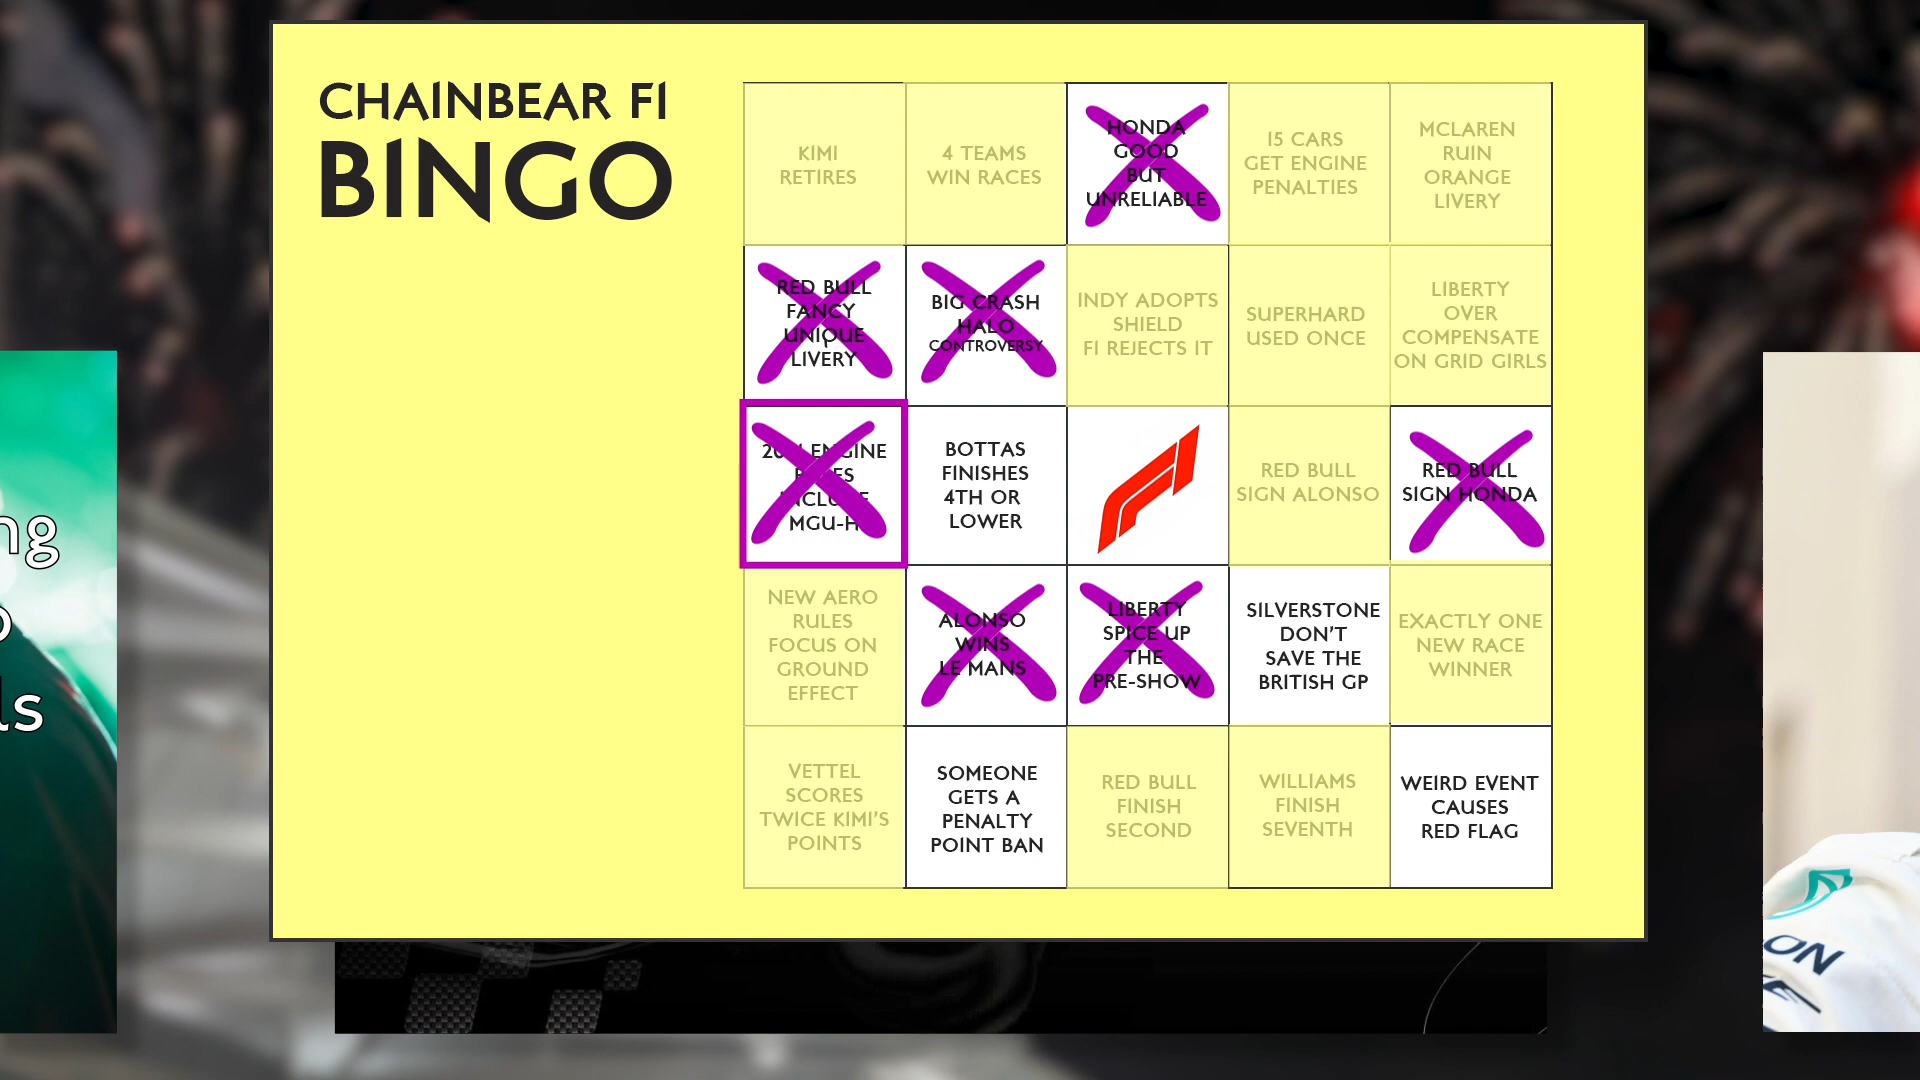 CHAINBEAR F1
BINGO
KIMI
RETIRES
4 TEAMS
WIN RACES
HONDA
GOOD
BUT
UNRELIABLE
15 CARS
GET ENGINE
PENALTIES
MCLAREN
RUIN
ORANGE
LIVERY
RED BULL
FANCY
UNIQUE
LIVERY
BIG CRASH
HALO
CONTROVERSY
INDY ADOPTS
SHIELD
F1 REJECTS IT
SUPERHARD
USED ONCE
LIBERTY
OVER
COMPENSATE
ON GRID GIRLS
ENGINE
INCLUDE
MGU-H
BOTTAS
FINISHES
4TH OR
LOWER
RED BULL
SIGN ALONSO
RED BULL
SIGN HONDA
NEW AERO
RULES
FOCUS ON
GROUND
EFFECT
ALONSO
WINS
LE MANS
LIBERTY
SPICE UP
THE
PRE-SHOW
SILVERSTONE
DON'T
SAVE THE
BRITISH GP
EXACTLY ONE
NEW RACE
WINNER
VETTEL
SCORES
TWICE KIMI'S
POINTS
SOMEONE
GETS A
PENALTY
POINT BAN
RED BULL
FINISH
SECOND
WILLIAMS
FINISH
SEVENTH
WEIRD EVENT
CAUSES
RED FLAG
ng
ls
ON